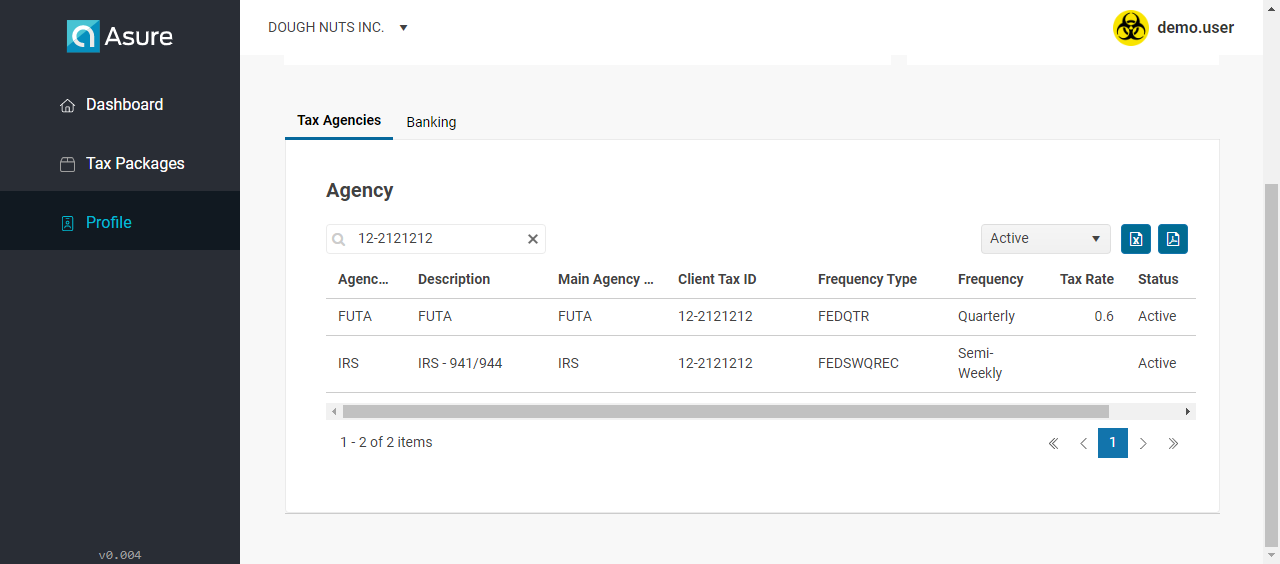 Asure
DOUGH NUTS INC.
demo.user
Dashboard
Tax Packages
Profile
v0.004
Tax Agencies
Banking
Agency
12-2121212
Active
Agenc... Description Main Agency ... Client Tax ID Frequency Type Frequency Tax Rate Status
FUTA FUTA FUTA 12-2121212 FEDQTR Quarterly 0.6 Active
IRS IRS - 941/944 IRS 12-2121212 FEDSWQREC Semi-
Weekly Active
1 - 2 of 2 items
1